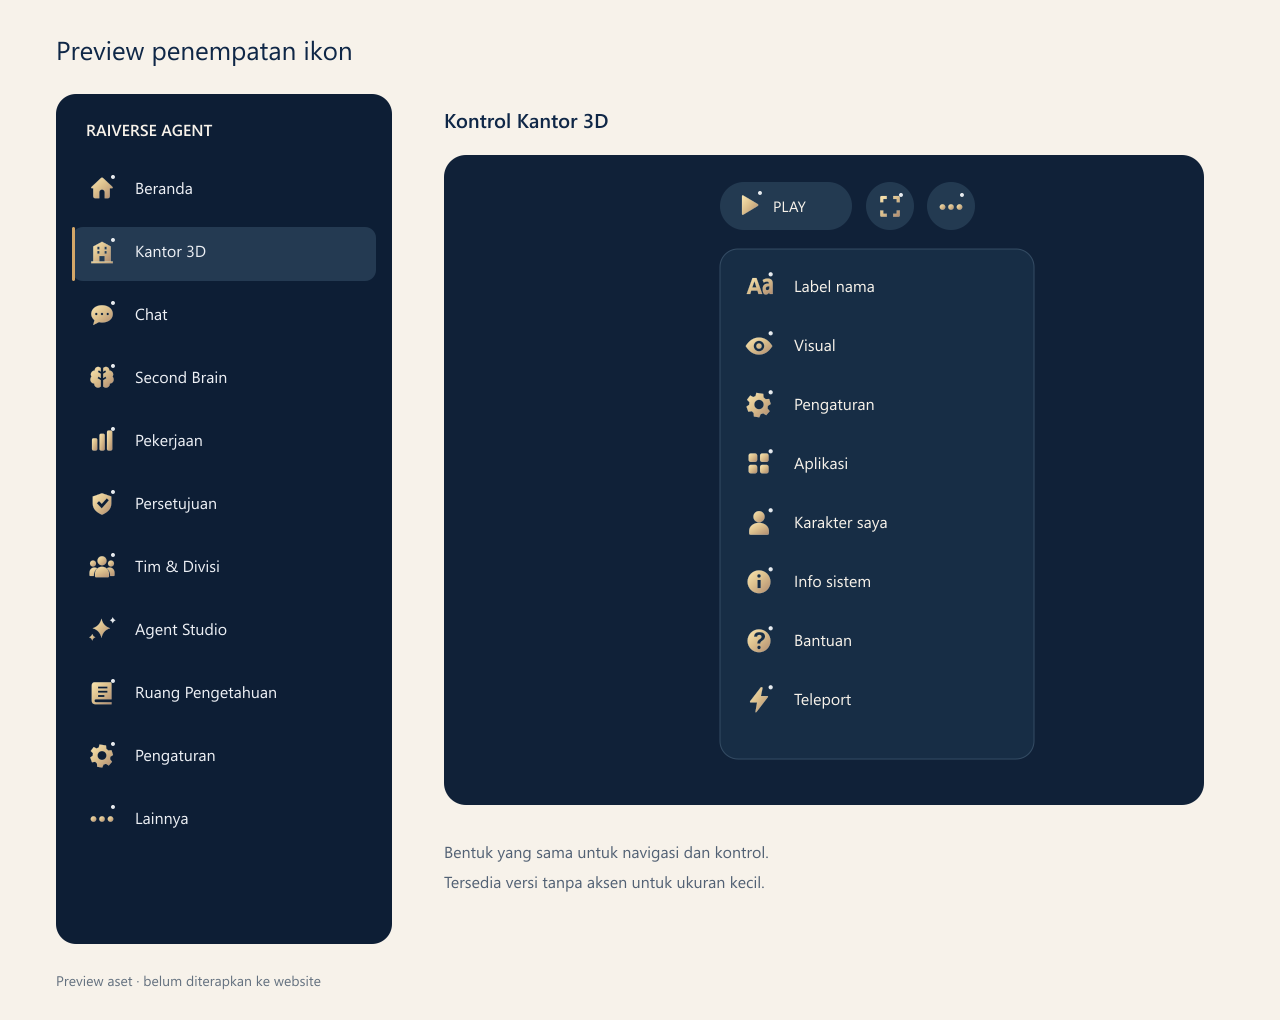 Preview penempatan ikon
RAIVERSE AGENT
Beranda
Kantor 3D
Chat
Second Brain
Pekerjaan
Persetujuan
Tim & Divisi
Agent Studio
Ruang Pengetahuan
Pengaturan
Lainnya
Kontrol Kantor 3D
PLAY
Aa Label nama
Visual
Pengaturan
Aplikasi
Karakter saya
Info sistem
Bantuan
Teleport
Bentuk yang sama untuk navigasi dan kontrol.
Tersedia versi tanpa aksen untuk ukuran kecil.
Preview aset · belum diterapkan ke website